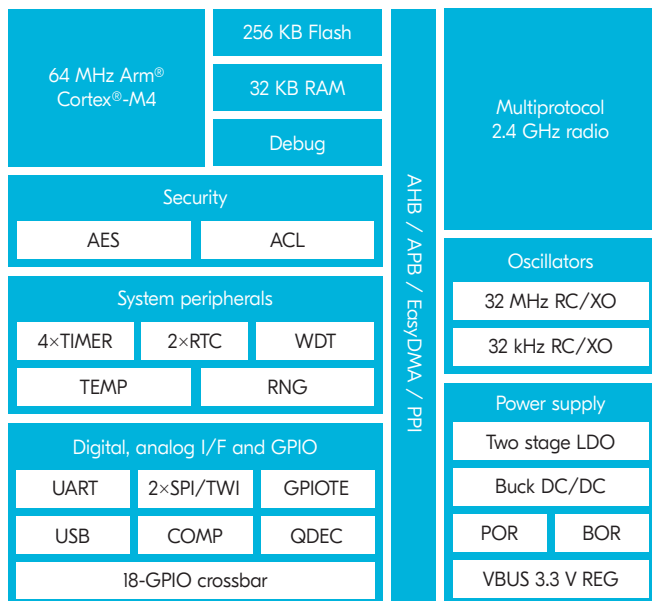 64 MHz Arm®
Cortex®-M4
256 KB Flash
32 KB RAM
Debug
Security
AES
ACL
System peripherals
4×TIMER
2×RTC
WDT
TEMP
RNG
Digital, analog I/F and GPIO
UART
2×SPI/TWI
GPIOTE
USB
COMP
QDEC
18-GPIO crossbar
AHB / APB / EasyDMA / PPI
Multiprotocol
2.4 GHz radio
Oscillators
32 MHz RC/XO
32 kHz RC/XO
Power supply
Two stage LDO
Buck DC/DC
POR
BOR
VBUS 3.3 V REG